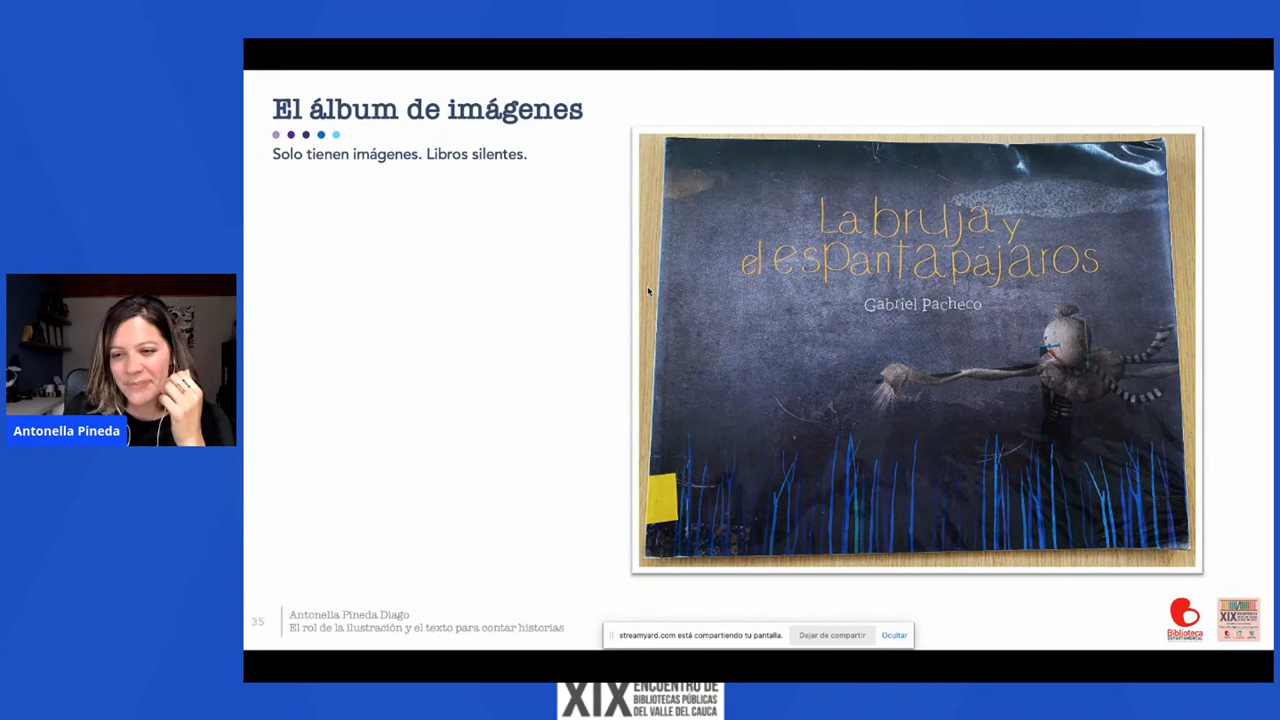 El álbum de imágenes
Solo tienen imágenes. Libros silentes.
La bruja y
el espantapájaros
Gabriel Pacheco
Antonella Pineda
35
Antonella Pineda Diago
El rol de la ilustración y el texto para contar historias
streamyard.com está compartiendo tu pantalla.
Dejar de compartir
Ocultar
Biblioteca
DEPARTAMENTAL
XIX
XIX
ENCUENTRO DE
BIBLIOTECAS PÚBLICAS
DEL VALLE DEL CAUCA